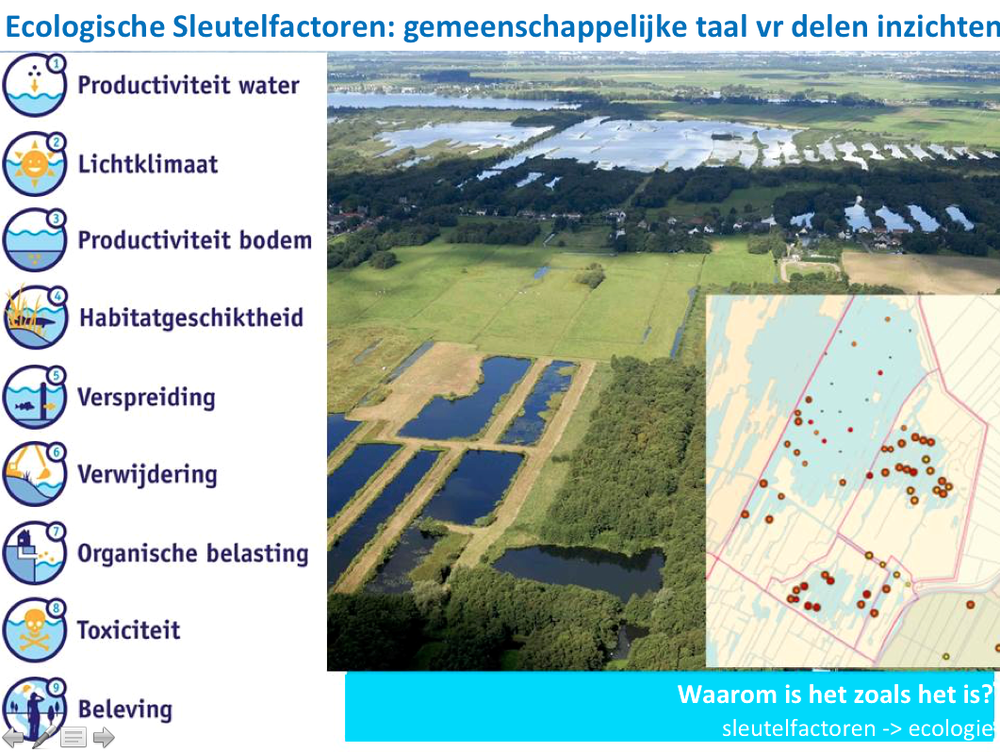 Ecologische Sleutelfactoren: gemeenschappelijke taal vr delen inzichten
1
Productiviteit water
2
Lichtklimaat
3
Productiviteit bodem
4
Habitatgeschiktheid
5
Verspreiding
6
Verwijdering
7
Organische belasting
8
Toxiciteit
9
Beleving
Waarom is het zoals het is?
sleutelfactoren -> ecologie